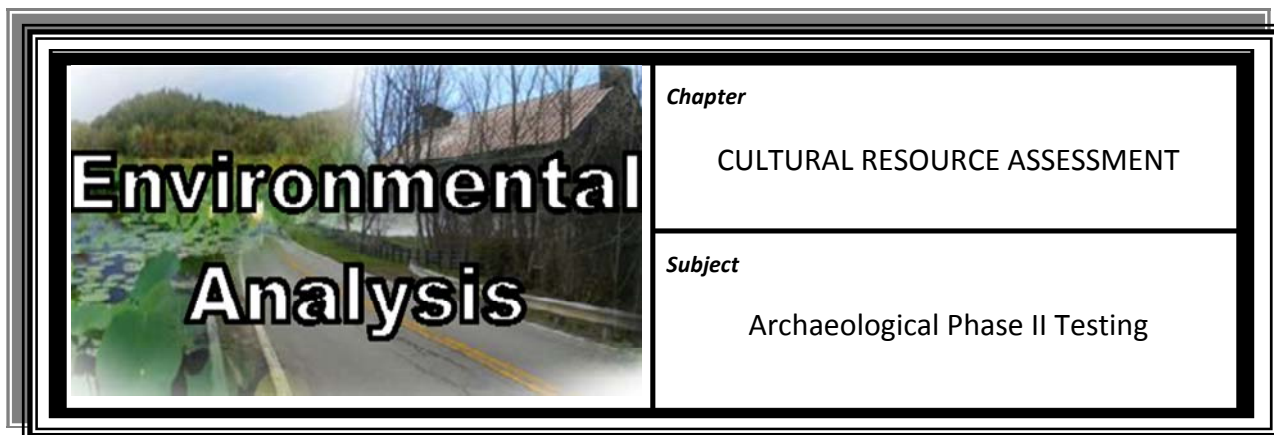 Environmental
Analysis
Chapter
CULTURAL RESOURCE ASSESSMENT
Subject
Archaeological Phase II Testing